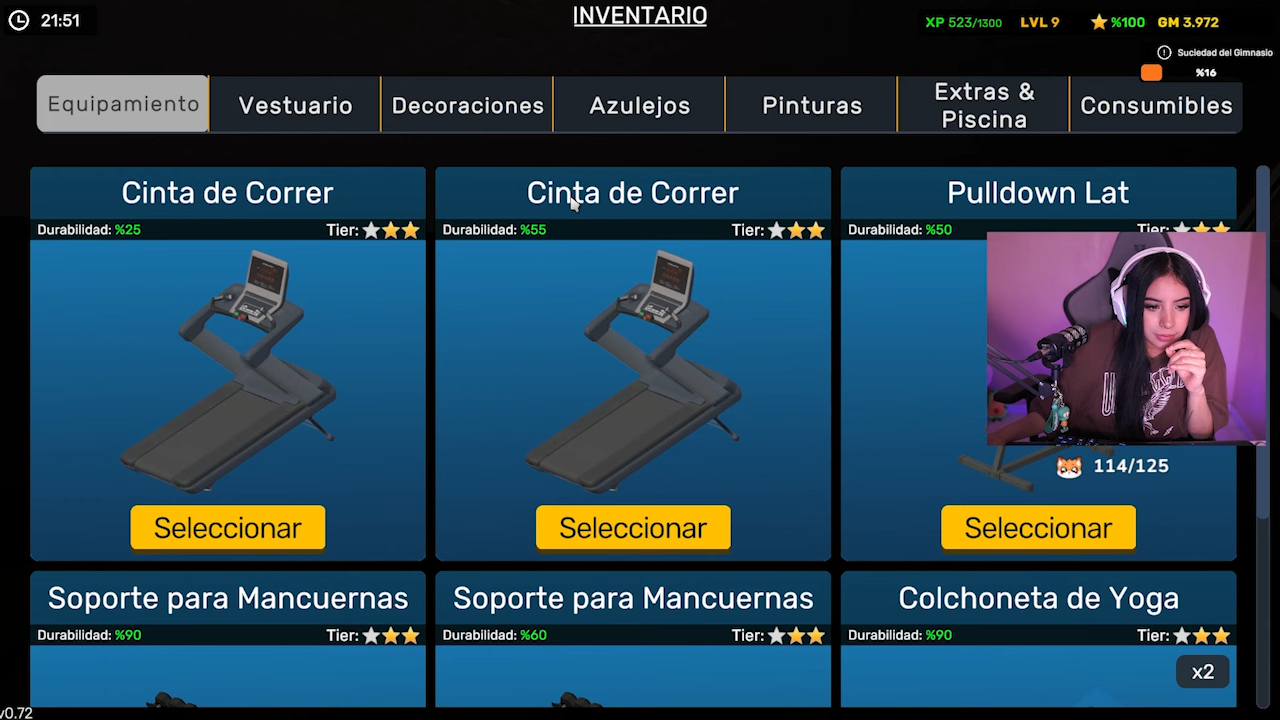 21:51
INVENTARIO
XP 523/1300 LVL 9 %100 GM 3.972
Suciedad del Gimnasio
%16
Equipamiento
Vestuario
Decoraciones
Azulejos
Pinturas
Extras &
Piscina
Consumibles
Cinta de Correr
Durabilidad: %25 Tier:
Seleccionar
Cinta de Correr
Durabilidad: %55 Tier:
Seleccionar
Pulldown Lat
Durabilidad: %50 Tier:
114/125
Seleccionar
Soporte para Mancuernas
Durabilidad: %90 Tier:
Soporte para Mancuernas
Durabilidad: %60 Tier:
Colchoneta de Yoga
Durabilidad: %90 Tier:
x2
v0.72